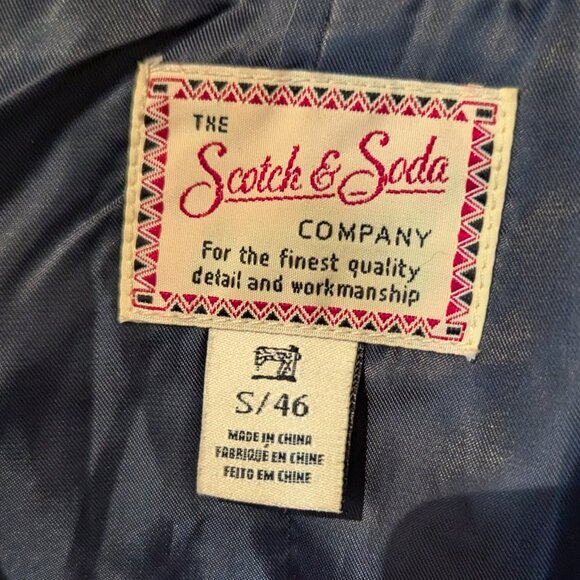 THE
Scotch & Soda
COMPANY
For the finest quality
detail and workmanship
S/46
MADE IN CHINA
FABRIQUÉ EN CHINE
FEITO EM CHINE